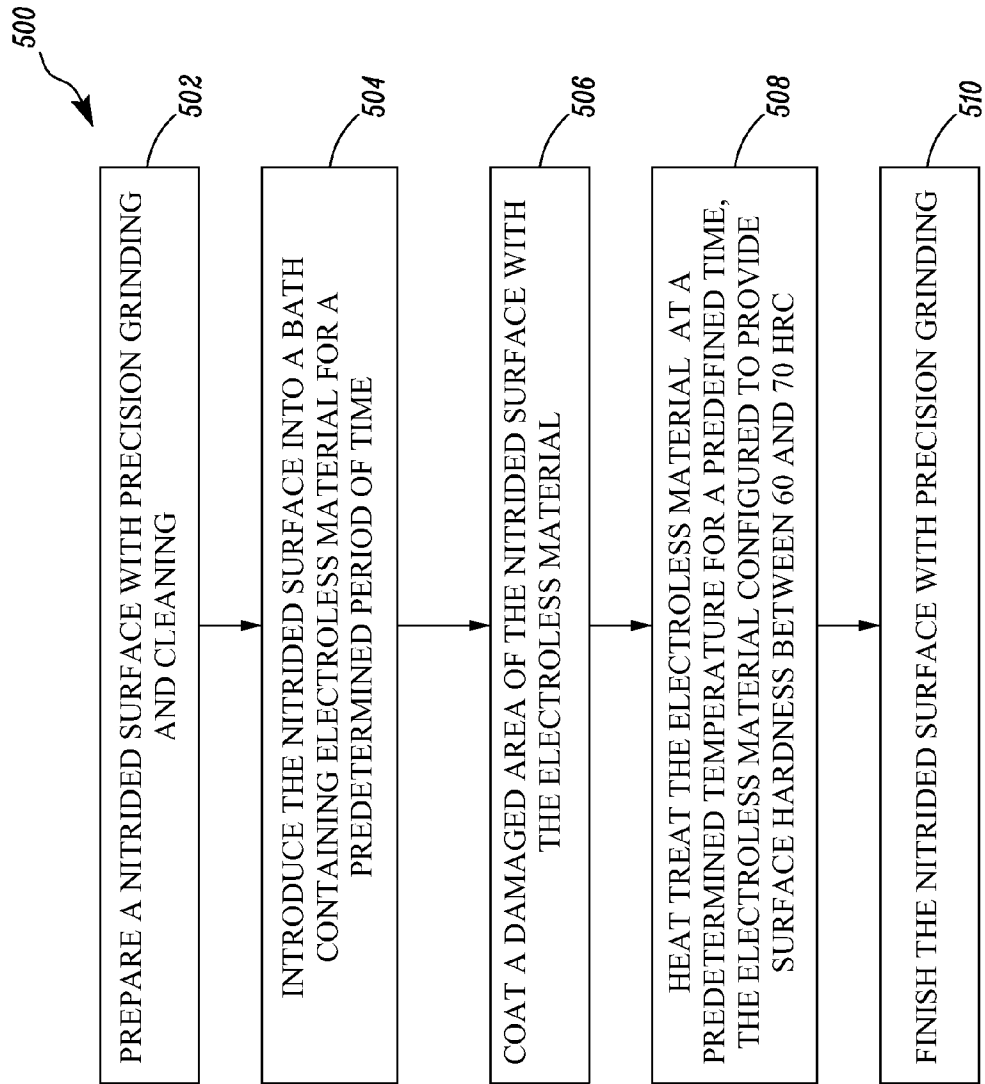 500
PREPARE A NITRIDED SURFACE WITH PRECISION GRINDING
AND CLEANING
502
INTRODUCE THE NITRIDED SURFACE INTO A BATH
CONTAINING ELECTROLESS MATERIAL FOR A
PREDETERMINED PERIOD OF TIME
504
COAT A DAMAGED AREA OF THE NITRIDED SURFACE WITH
THE ELECTROLESS MATERIAL
506
HEAT TREAT THE ELECTROLESS MATERIAL AT A
PREDETERMINED TEMPERATURE FOR A PREDEFINED TIME,
THE ELECTROLESS MATERIAL CONFIGURED TO PROVIDE
SURFACE HARDNESS BETWEEN 60 AND 70 HRC
508
FINISH THE NITRIDED SURFACE WITH PRECISION GRINDING
510